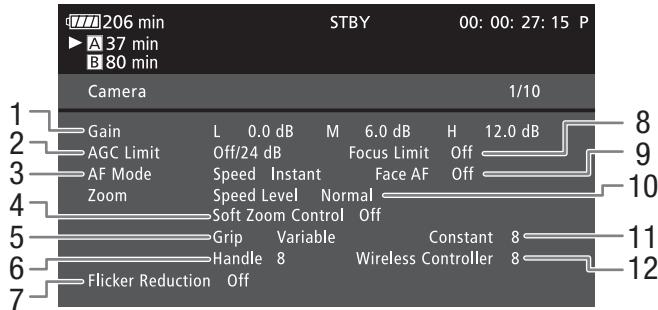 206 min STBY 00: 00: 27: 15 P
A 37 min
B 80 min
Camera 1/10
1 Gain L 0.0 dB M 6.0 dB H 12.0 dB 8
2 AGC Limit Off/24 dB Focus Limit Off 9
3 AF Mode Speed Instant Face AF Off 10
Zoom Speed Level Normal
4 Soft Zoom Control Off
5 Grip Variable Constant 8 11
6 Handle 8 Wireless Controller 8 12
7 Flicker Reduction Off